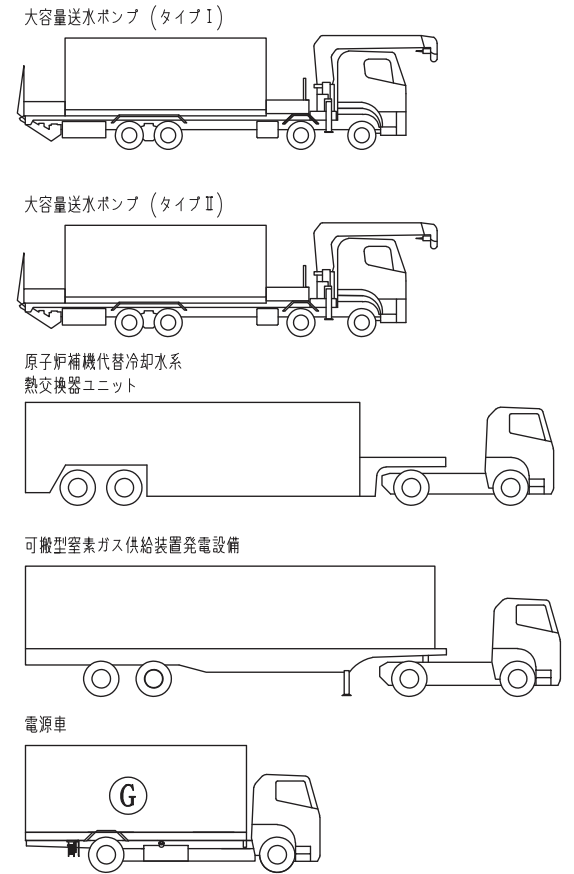 大容量送水ポンプ（タイプⅠ）
大容量送水ポンプ（タイプⅡ）
原子炉補機代替冷却水系
熱交換器ユニット
可搬型窒素ガス供給装置発電設備
電源車
G